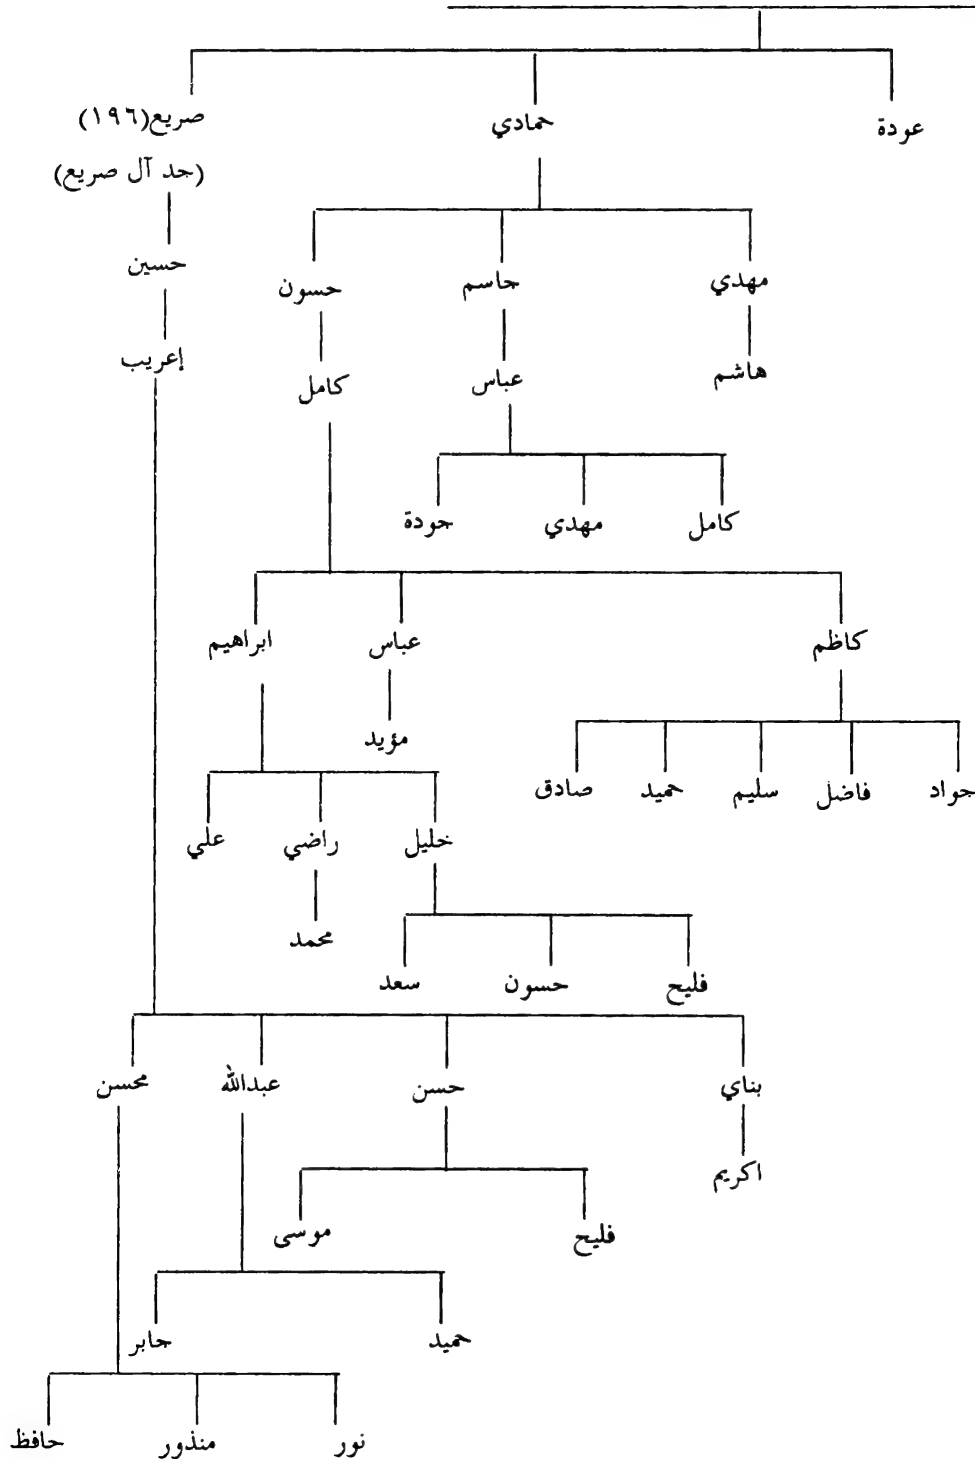 عودة
حمادي
صريع(١٩٦)
(جد آل صريع)
مهدي
جاسم
حسون
حسين
هاشم
عباس
كامل
إعريب
كامل
مهدي
جودة
كاظم
عباس
ابراهيم
مؤيد
جواد
فاضل
سليم
حميد
صادق
خليل
راضي
علي
محمد
فليح
حسون
سعد
بناي
حسن
عبدالله
محسن
اكريم
فليح
موسى
حميد
جابر
نور
منذور
حافظ